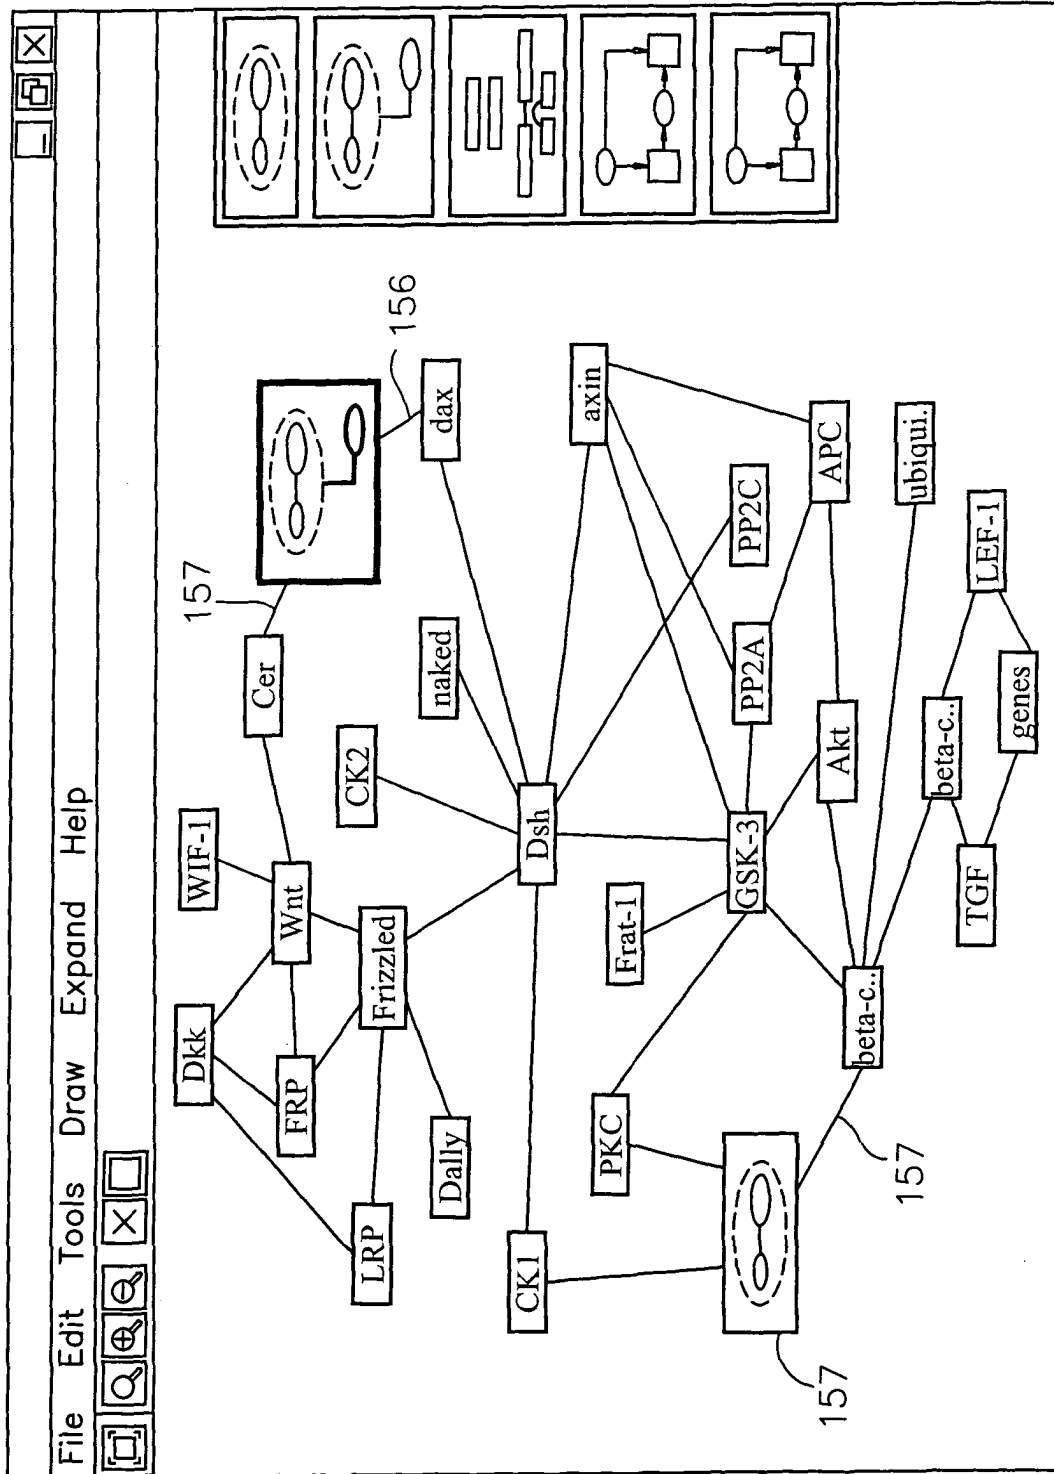 File Edit Tools Draw Expand Help
Dkk
WIF-1
Cer
157
Wnt
FRP
LRP
Frizzled
CK2
156
Dally
naked
dax
CK1
Dsh
axin
PKC
Frat-1
157
GSK-3
PP2A
PP2C
157
beta-c..
Akt
APC
ubiqui.
beta-c...
TGF
LEF-1
genes